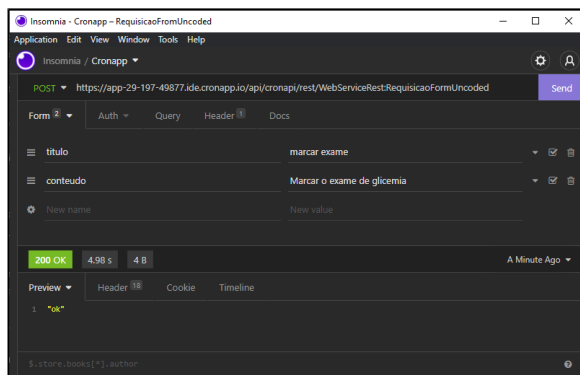 Insomnia - Cronapp – RequisicaoFromUncoded
Application Edit View Window Tools Help
Insomnia / Cronapp
POST https://app-29-197-49877.ide.cronapp.io/api/cronapi/rest/WebServiceRest:RequisicaoFormUncoded Send
Form 2 Auth Query Header 1 Docs
titulo marcar exame
conteudo Marcar o exame de glicemia
New name New value
200 OK 4.98 s 4 B A Minute Ago
Preview Header 18 Cookie Timeline
1 "ok"
$.store.books[*].author